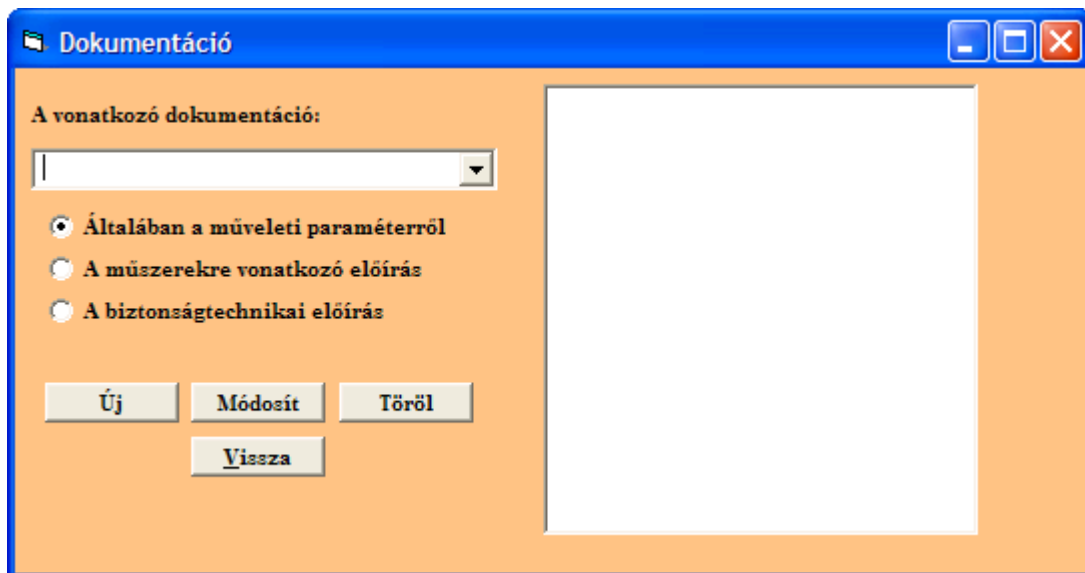 Dokumentáció
A vonatkozó dokumentáció:
Általában a műveleti paraméterről
A műszerekre vonatkozó előírás
A biztonságtechnikai előírás
Új Módosít Töröl
Vissza